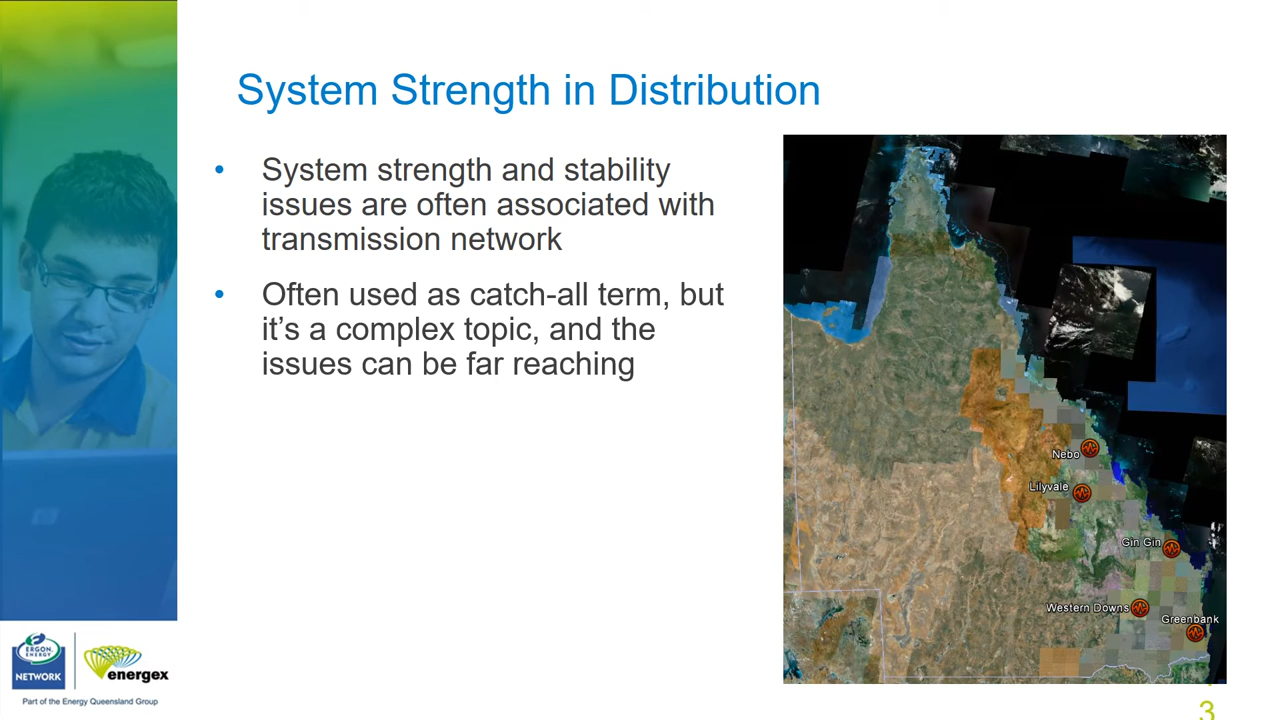 System Strength in Distribution
• System strength and stability
issues are often associated with
transmission network
• Often used as catch-all term, but
it’s a complex topic, and the
issues can be far reaching
Nebo
Lilyvale
Gin Gin
Western Downs
Greenbank
ERGON
ENERGY
NETWORK
energex
Part of the Energy Queensland Group
3